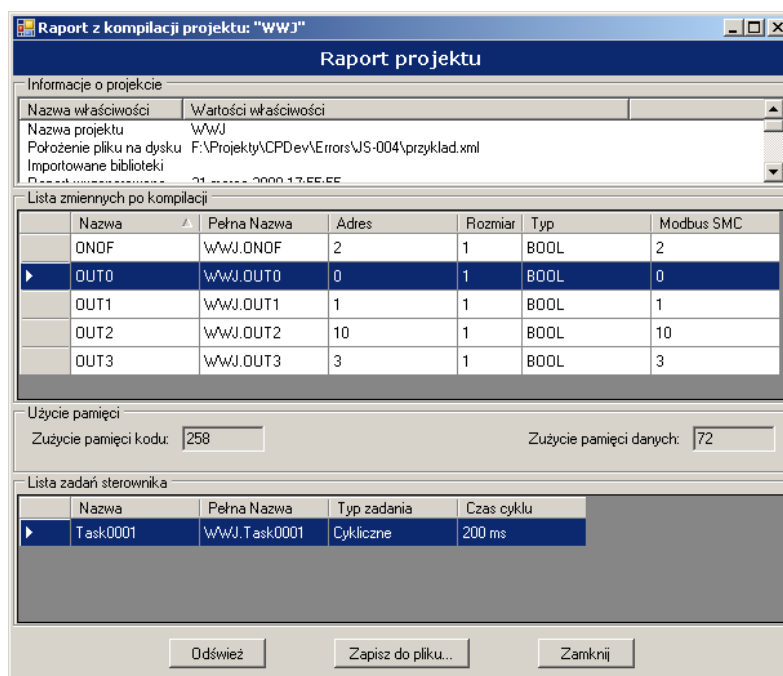 Raport z kompilacji projektu: "WWJ"
Raport projektu
Informacje o projekcie
Nazwa właściwości Wartości właściwości
Nazwa projektu WWJ
Położenie pliku na dysku F:\Projekty\CPDev\Errors\JS-004\przyklad.xml
Importowane biblioteki
Lista zmiennych po kompilacji
Nazwa Pełna Nazwa Adres Rozmiar Typ Modbus SMC
ONOF WWJ.ONOF 2 1 BOOL 2
OUT0 WWJ.OUT0 0 1 BOOL 0
OUT1 WWJ.OUT1 1 1 BOOL 1
OUT2 WWJ.OUT2 10 1 BOOL 10
OUT3 WWJ.OUT3 3 1 BOOL 3
Użycie pamięci
Zużycie pamięci kodu: 258 Zużycie pamięci danych: 72
Lista zadań sterownika
Nazwa Pełna Nazwa Typ zadania Czas cyklu
Task0001 WWJ.Task0001 Cykliczne 200 ms
Odśwież Zapisz do pliku... Zamknij